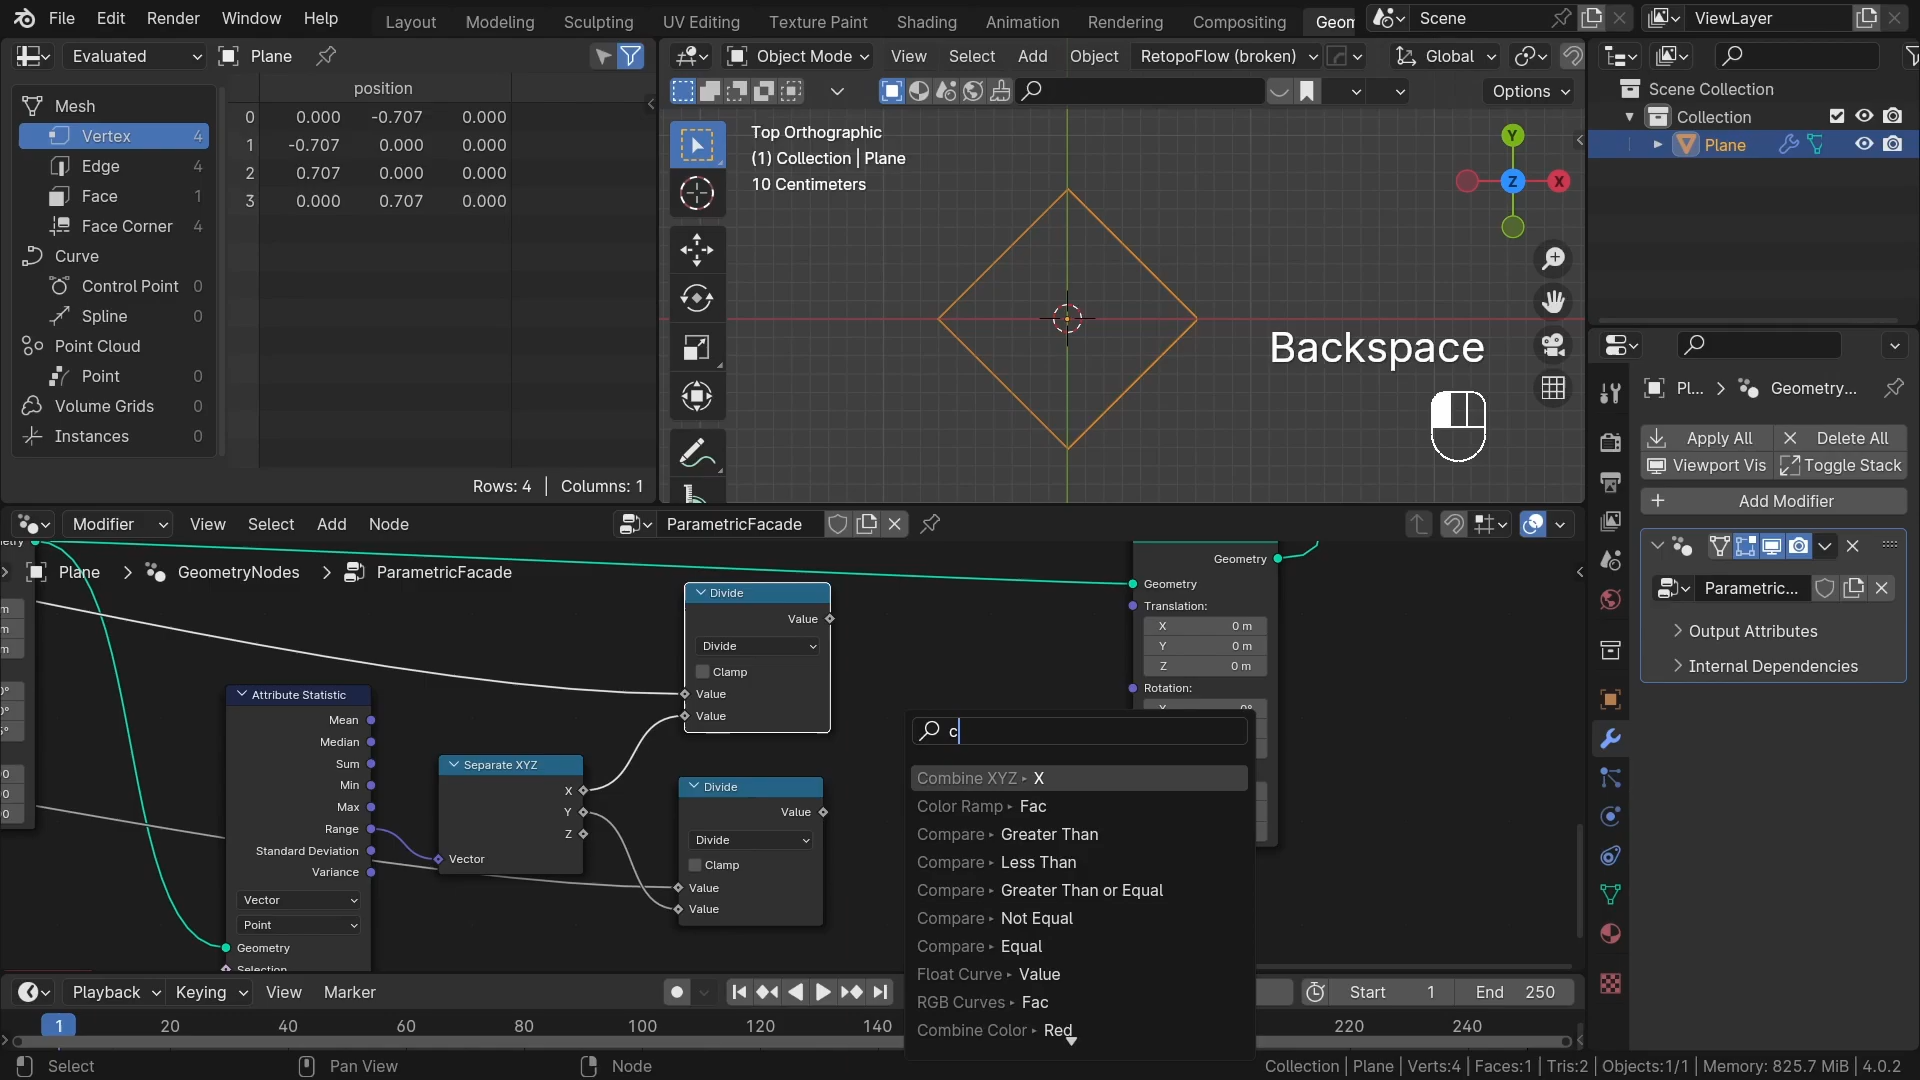 File Edit Render Window Help Layout Modeling Sculpting UV Editing Texture Paint Shading Animation Rendering Compositing Geom Scene ViewLayer
Evaluated Plane
Object Mode View Select Add Object RetopoFlow (broken) Global
Options
Mesh
Vertex 4
Edge 4
Face 1
Face Corner 4
Curve
Control Point 0
Spline 0
Point Cloud
Point 0
Volume Grids 0
Instances 0
position
0 0.000 -0.707 0.000
1 -0.707 0.000 0.000
2 0.707 0.000 0.000
3 0.000 0.707 0.000
Rows: 4 | Columns: 1
Top Orthographic
(1) Collection | Plane
10 Centimeters
Y
Z
X
Backspace
Scene Collection
Collection
Plane
Pl... Geometry...
Apply All
Delete All
Viewport Vis
Toggle Stack
Add Modifier
Parametric...
Output Attributes
Internal Dependencies
Modifier View Select Add Node ParametricFacade
Plane GeometryNodes ParametricFacade
Attribute Statistic
Mean
Median
Sum
Min
Max
Range
Standard Deviation
Variance
Vector
Point
Geometry
Selection
Separate XYZ
X
Y
Z
Vector
Divide
Value
Divide
Clamp
Value
Value
Divide
Value
Divide
Clamp
Value
Value
Geometry
Geometry
Translation:
X 0 m
Y 0 m
Z 0 m
Rotation:
c
Combine XYZ ▸ X
Color Ramp ▸ Fac
Compare ▸ Greater Than
Compare ▸ Less Than
Compare ▸ Greater Than or Equal
Compare ▸ Not Equal
Compare ▸ Equal
Float Curve ▸ Value
RGB Curves ▸ Fac
Combine Color ▸ Red
Playback Keying View Marker
Start 1 End 250
1 20 40 60 80 100 120 140 220 240
Select Pan View Node
Collection | Plane | Verts:4 | Faces:1 | Tris:2 | Objects:1/1 | Memory: 825.7 MiB | 4.0.2